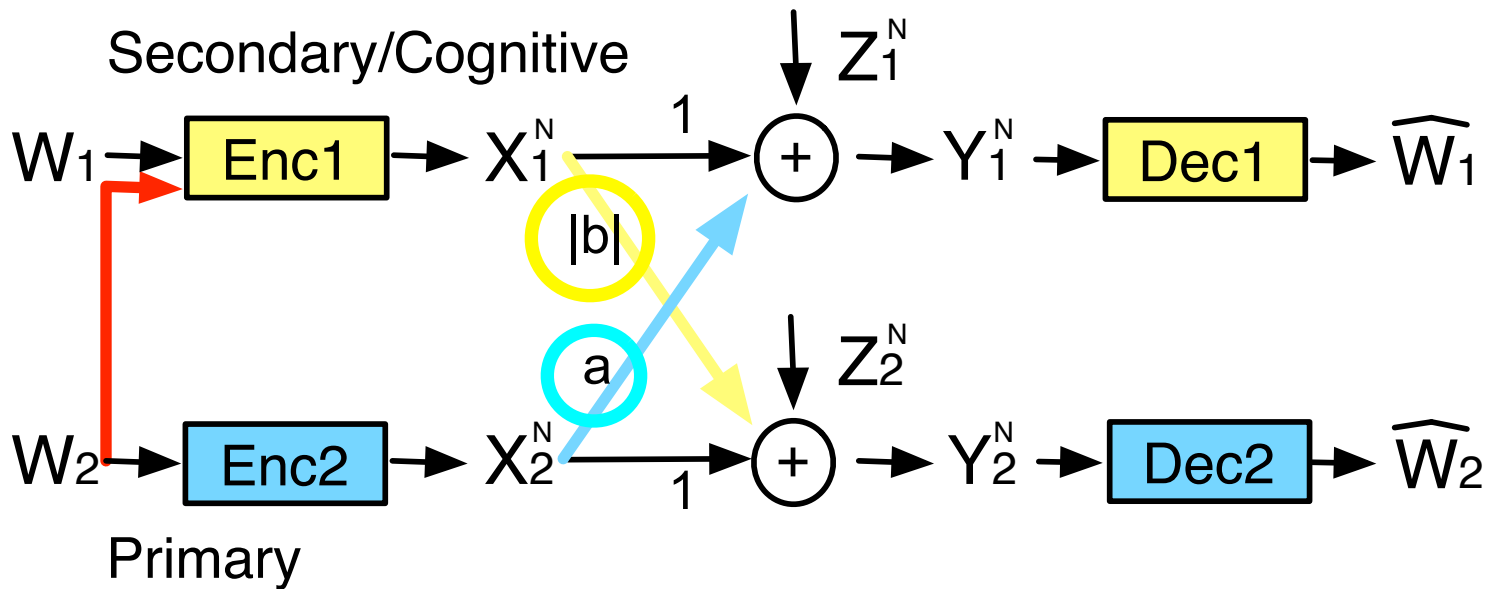 Secondary/Cognitive
Z₁ᴺ
W₁ Enc1 X₁ᴺ 1 + Y₁ᴺ Dec1 Ŵ₁
|b|
a
Z₂ᴺ
W₂ Enc2 X₂ᴺ 1 + Y₂ᴺ Dec2 Ŵ₂
Primary